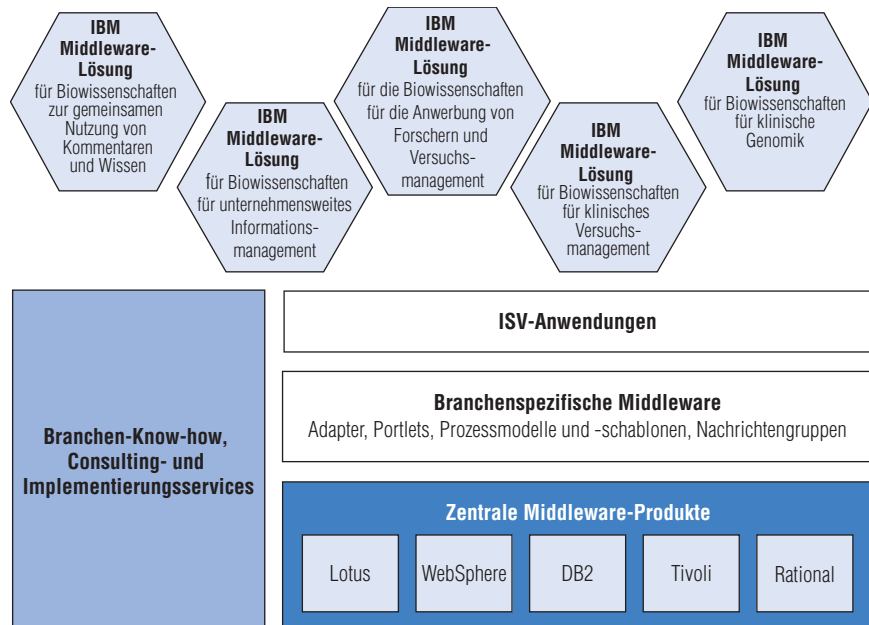 IBM
Middleware-
Lösung
für Biowissenschaften
zur gemeinsamen
Nutzung von
Kommentaren
und Wissen
IBM
Middleware-
Lösung
für Biowissenschaften
für unternehmensweites
Informations-
management
IBM
Middleware-
Lösung
für die Biowissenschaften
für die Anwerbung von
Forschern und
Versuchs-
management
IBM
Middleware-
Lösung
für Biowissenschaften
für klinisches
Versuchs-
management
IBM
Middleware-
Lösung
für Biowissenschaften
für klinische
Genomik
Branchen-Know-how,
Consulting- und
Implementierungsservices
ISV-Anwendungen
Branchenspezifische Middleware
Adapter, Portlets, Prozessmodelle und -schablonen, Nachrichtengruppen
Zentrale Middleware-Produkte
Lotus
WebSphere
DB2
Tivoli
Rational